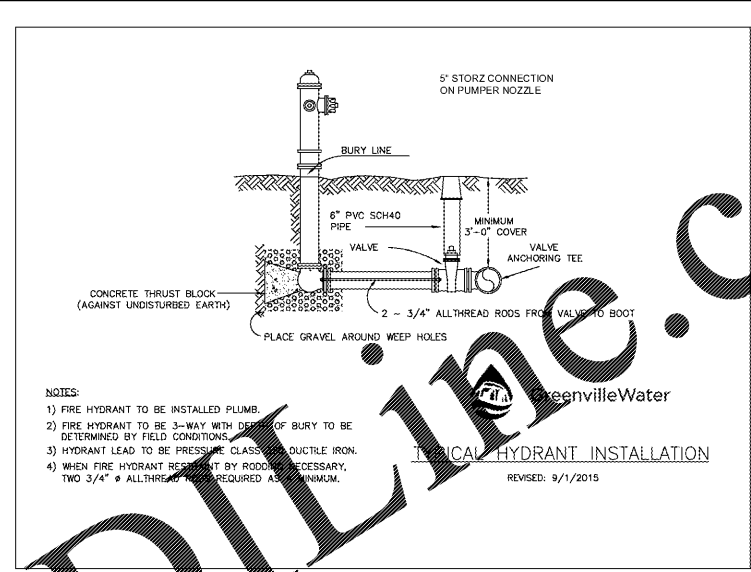 5" STORZ CONNECTION
ON PUMPER NOZZLE
BURY LINE
6" PVC SCH40
PIPE
MINIMUM
3'-0" COVER
VALVE
VALVE
ANCHORING TEE
CONCRETE THRUST BLOCK
(AGAINST UNDISTURBED EARTH)
2 ~ 3/4" ALLTHREAD RODS FROM VALVE TO BOOT
PLACE GRAVEL AROUND WEEP HOLES
GreenvilleWater
NOTES:
1) FIRE HYDRANT TO BE INSTALLED PLUMB.
2) FIRE HYDRANT TO BE 3-WAY WITH DEPTH OF BURY TO BE
DETERMINED BY FIELD CONDITIONS.
3) HYDRANT LEAD TO BE PRESSURE CLASS DUCTILE IRON.
4) WHEN FIRE HYDRANT RESTRAINT BY RODDING NECESSARY,
TWO 3/4" ø ALLTHREAD RODS REQUIRED AS A MINIMUM.
TYPICAL HYDRANT INSTALLATION
REVISED: 9/1/2015